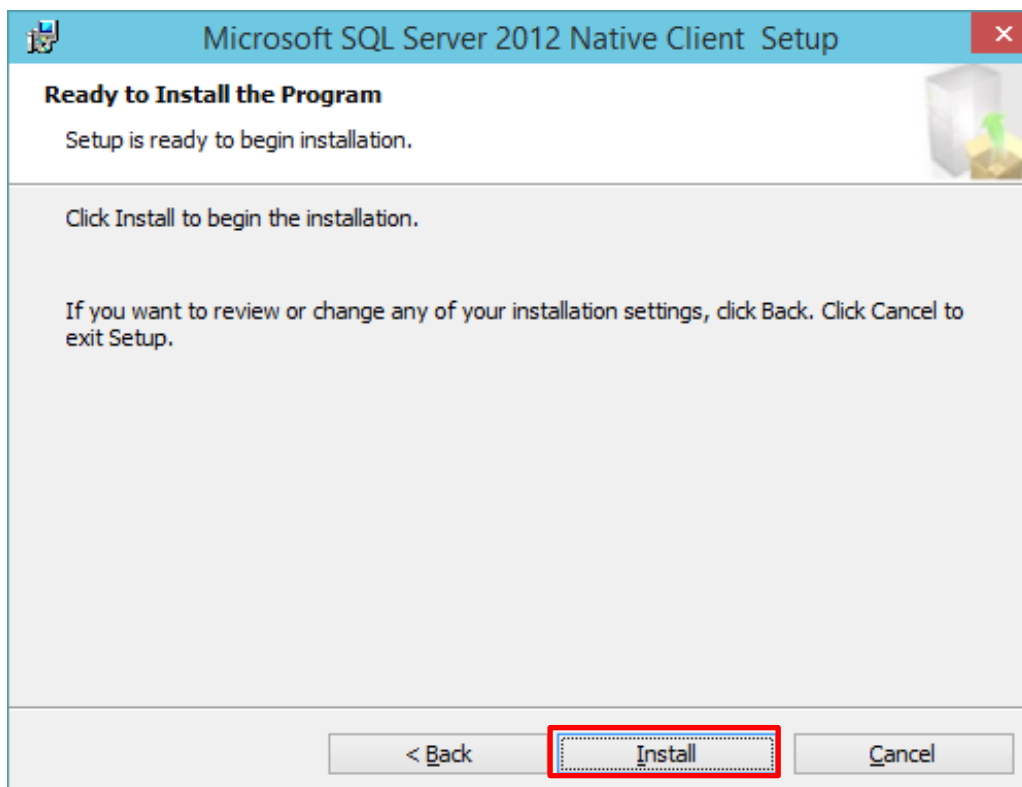 Microsoft SQL Server 2012 Native Client  Setup
Ready to Install the Program
Setup is ready to begin installation.
Click Install to begin the installation.
If you want to review or change any of your installation settings, click Back. Click Cancel to
exit Setup.
< Back
Install
Cancel